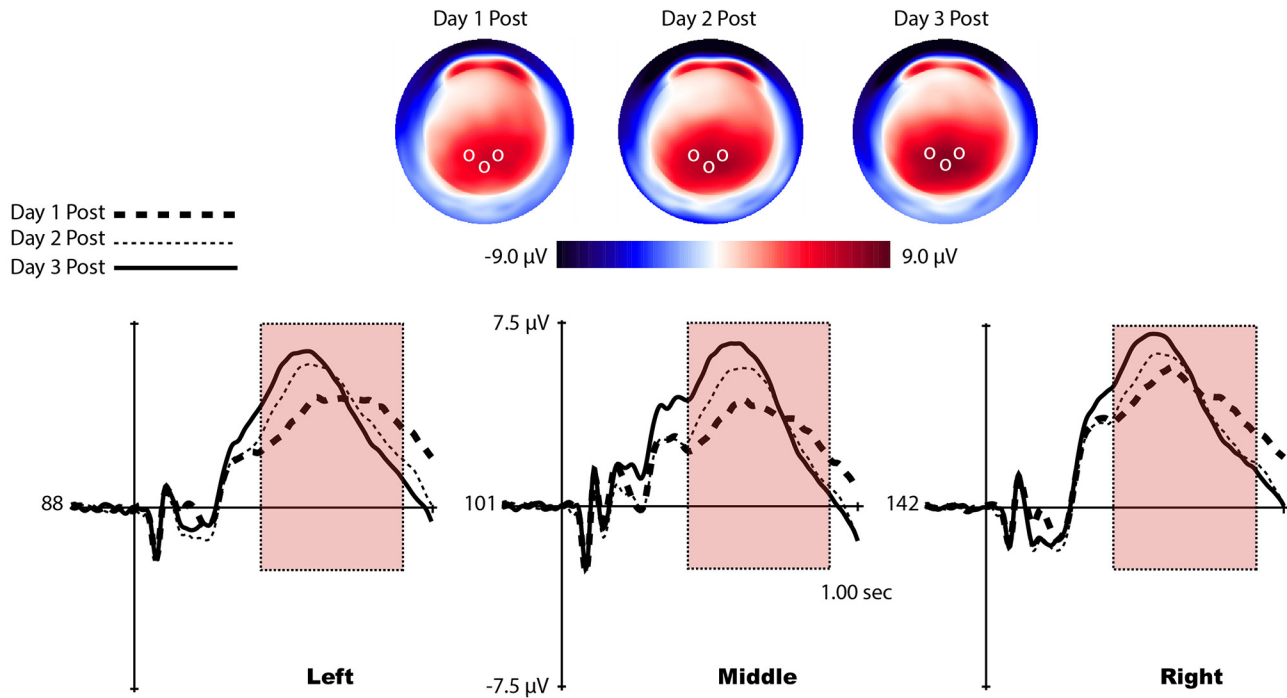 Day 1 Post Day 2 Post Day 3 Post
Day 1 Post
Day 2 Post
Day 3 Post
-9.0 µV 9.0 µV
7.5 µV
88 101 142
1.00 sec
Left Middle Right
-7.5 µV